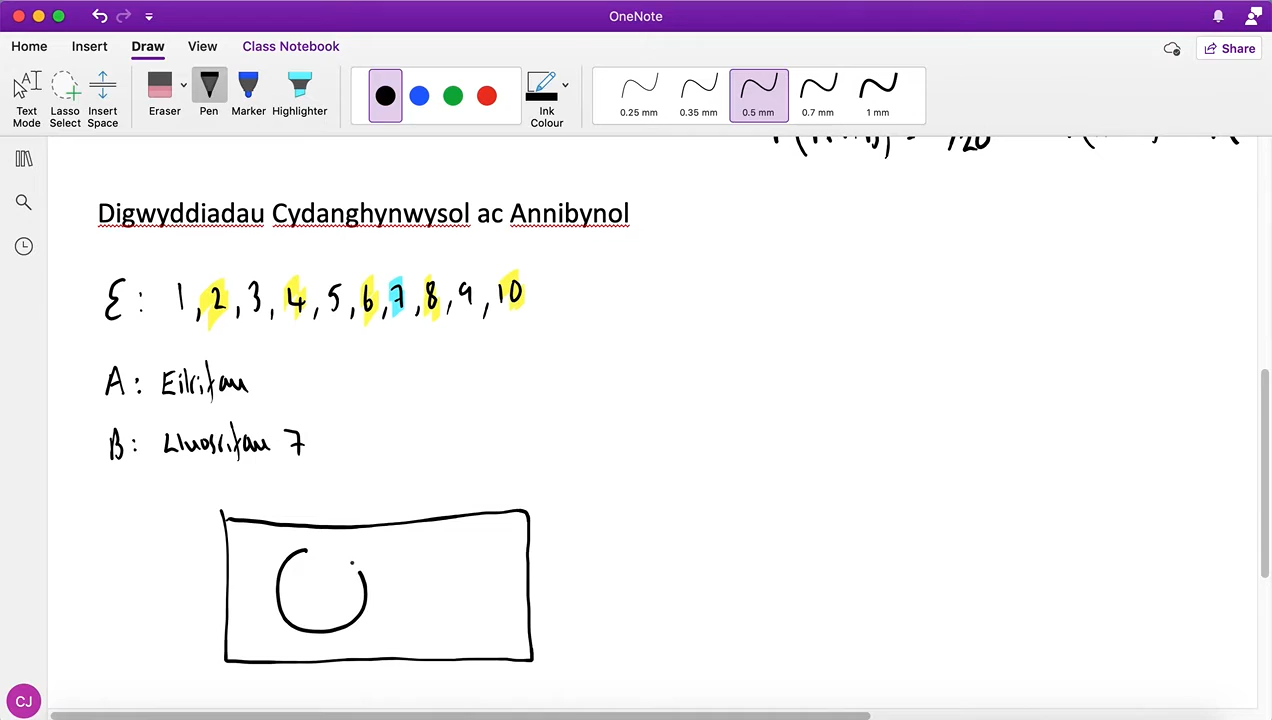 OneNote
Home Insert Draw View Class Notebook
Share
Text Mode
Lasso Select
Insert Space
Eraser
Pen
Marker
Highlighter
Ink Colour
0.25 mm
0.35 mm
0.5 mm
0.7 mm
1 mm
Digwyddiadau Cydanghynwysol ac Annibynol
Ɛ: 1, 2, 3, 4, 5, 6, 7, 8, 9, 10
A: Eilrifau
B: Lluosrifau 7
CJ